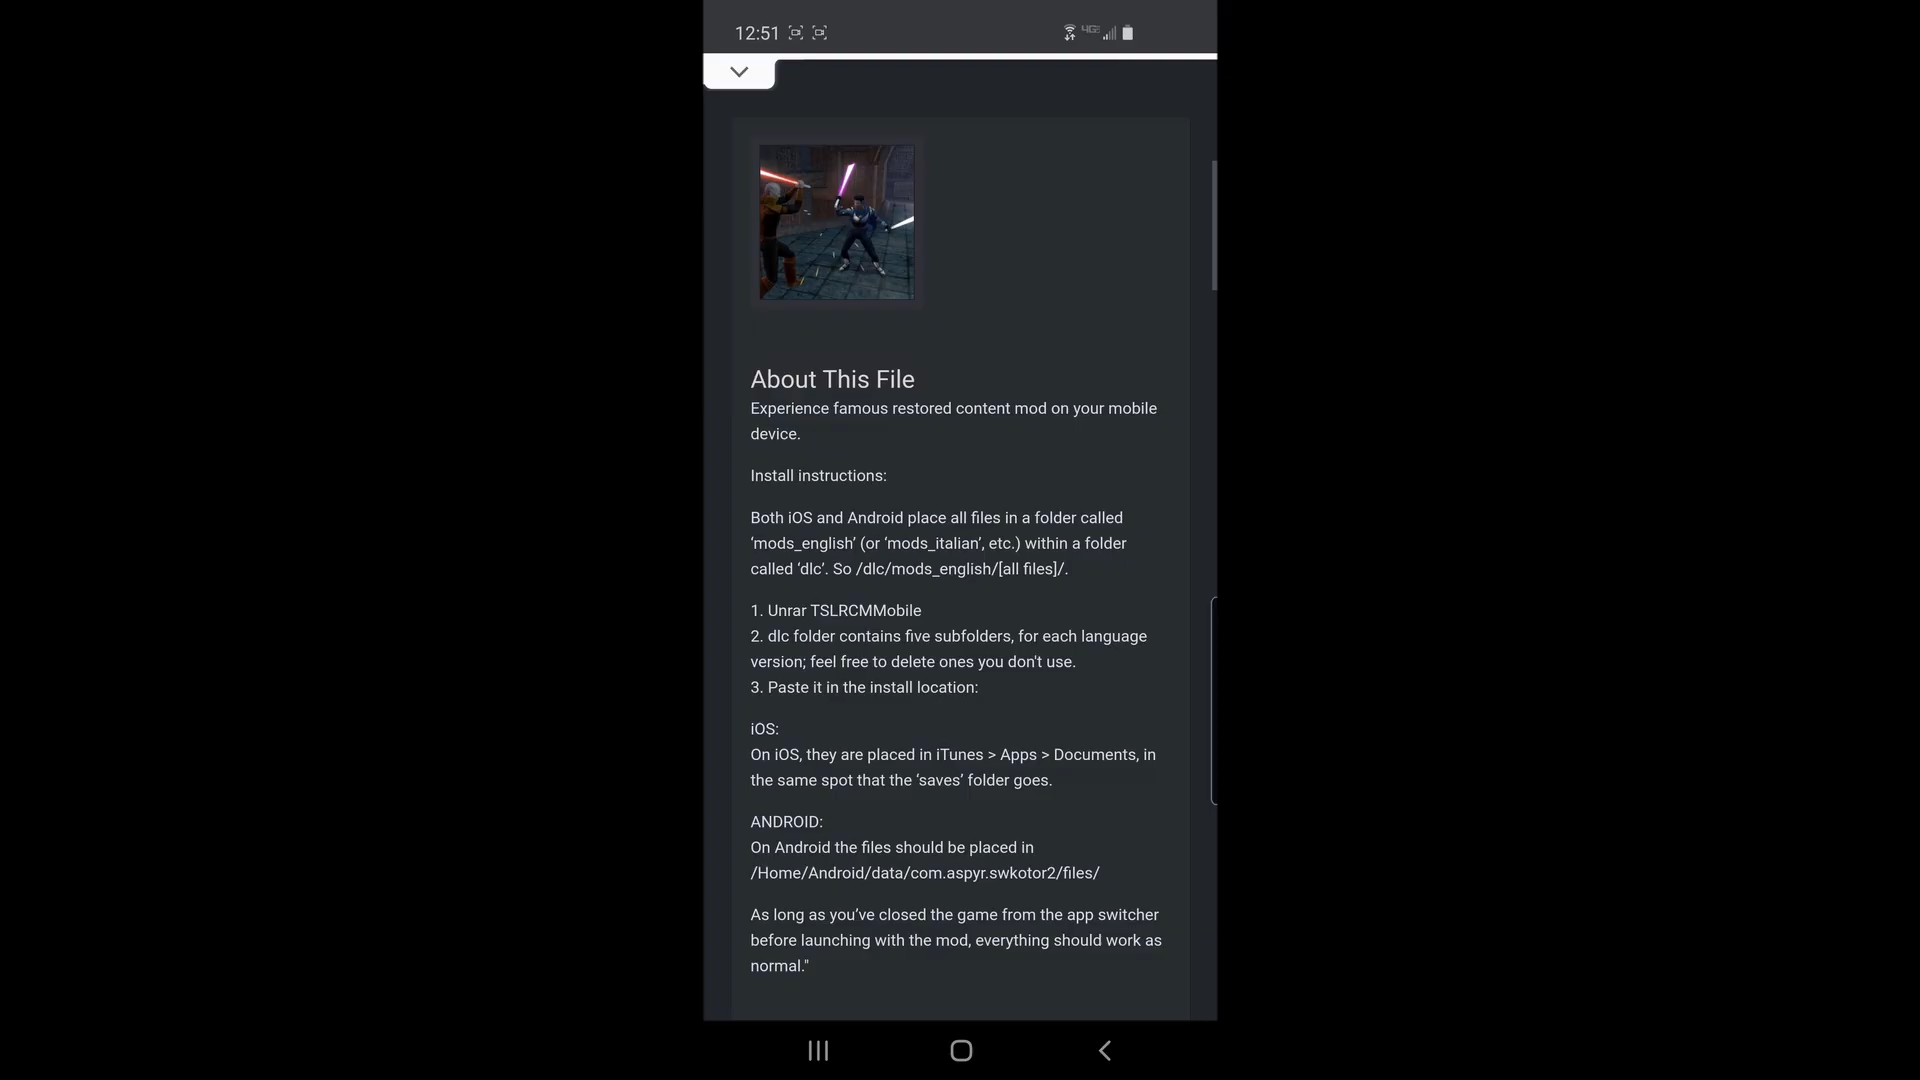 12:51
4GE
About This File
Experience famous restored content mod on your mobile
device.
Install instructions:
Both iOS and Android place all files in a folder called
‘mods_english’ (or ‘mods_italian’, etc.) within a folder
called ‘dlc’. So /dlc/mods_english/[all files]/.
1. Unrar TSLRCMMobile
2. dlc folder contains five subfolders, for each language
version; feel free to delete ones you don't use.
3. Paste it in the install location:
iOS:
On iOS, they are placed in iTunes > Apps > Documents, in
the same spot that the ‘saves’ folder goes.
ANDROID:
On Android the files should be placed in
/Home/Android/data/com.aspyr.swkotor2/files/
As long as you’ve closed the game from the app switcher
before launching with the mod, everything should work as
normal."